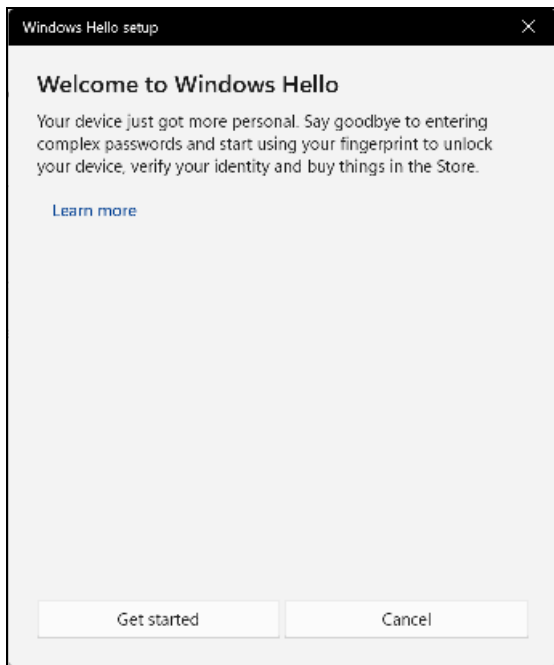 Windows Hello setup
Welcome to Windows Hello
Your device just got more personal. Say goodbye to entering
complex passwords and start using your fingerprint to unlock
your device, verify your identity and buy things in the Store.
Learn more
Get started
Cancel